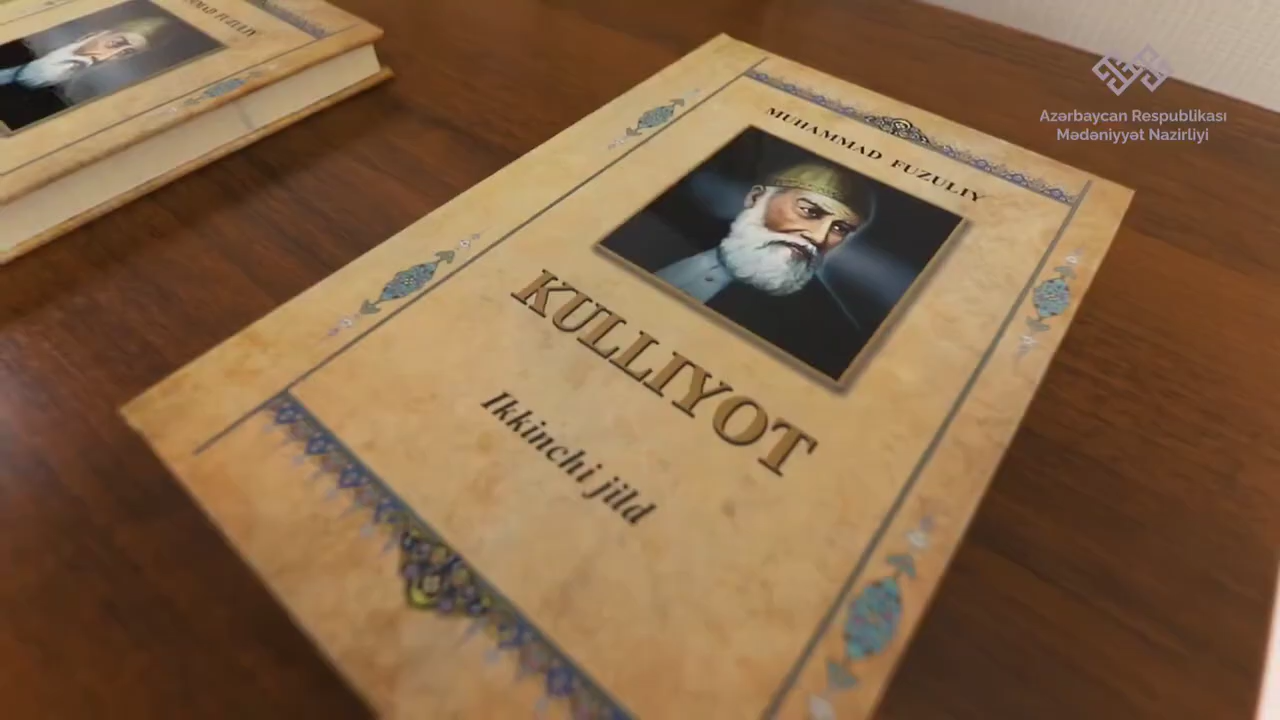 Azərbaycan Respublikası
Mədəniyyət Nazirliyi
MUHAMMAD FUZULIY
KULLIYOT
Ikkinchi jild